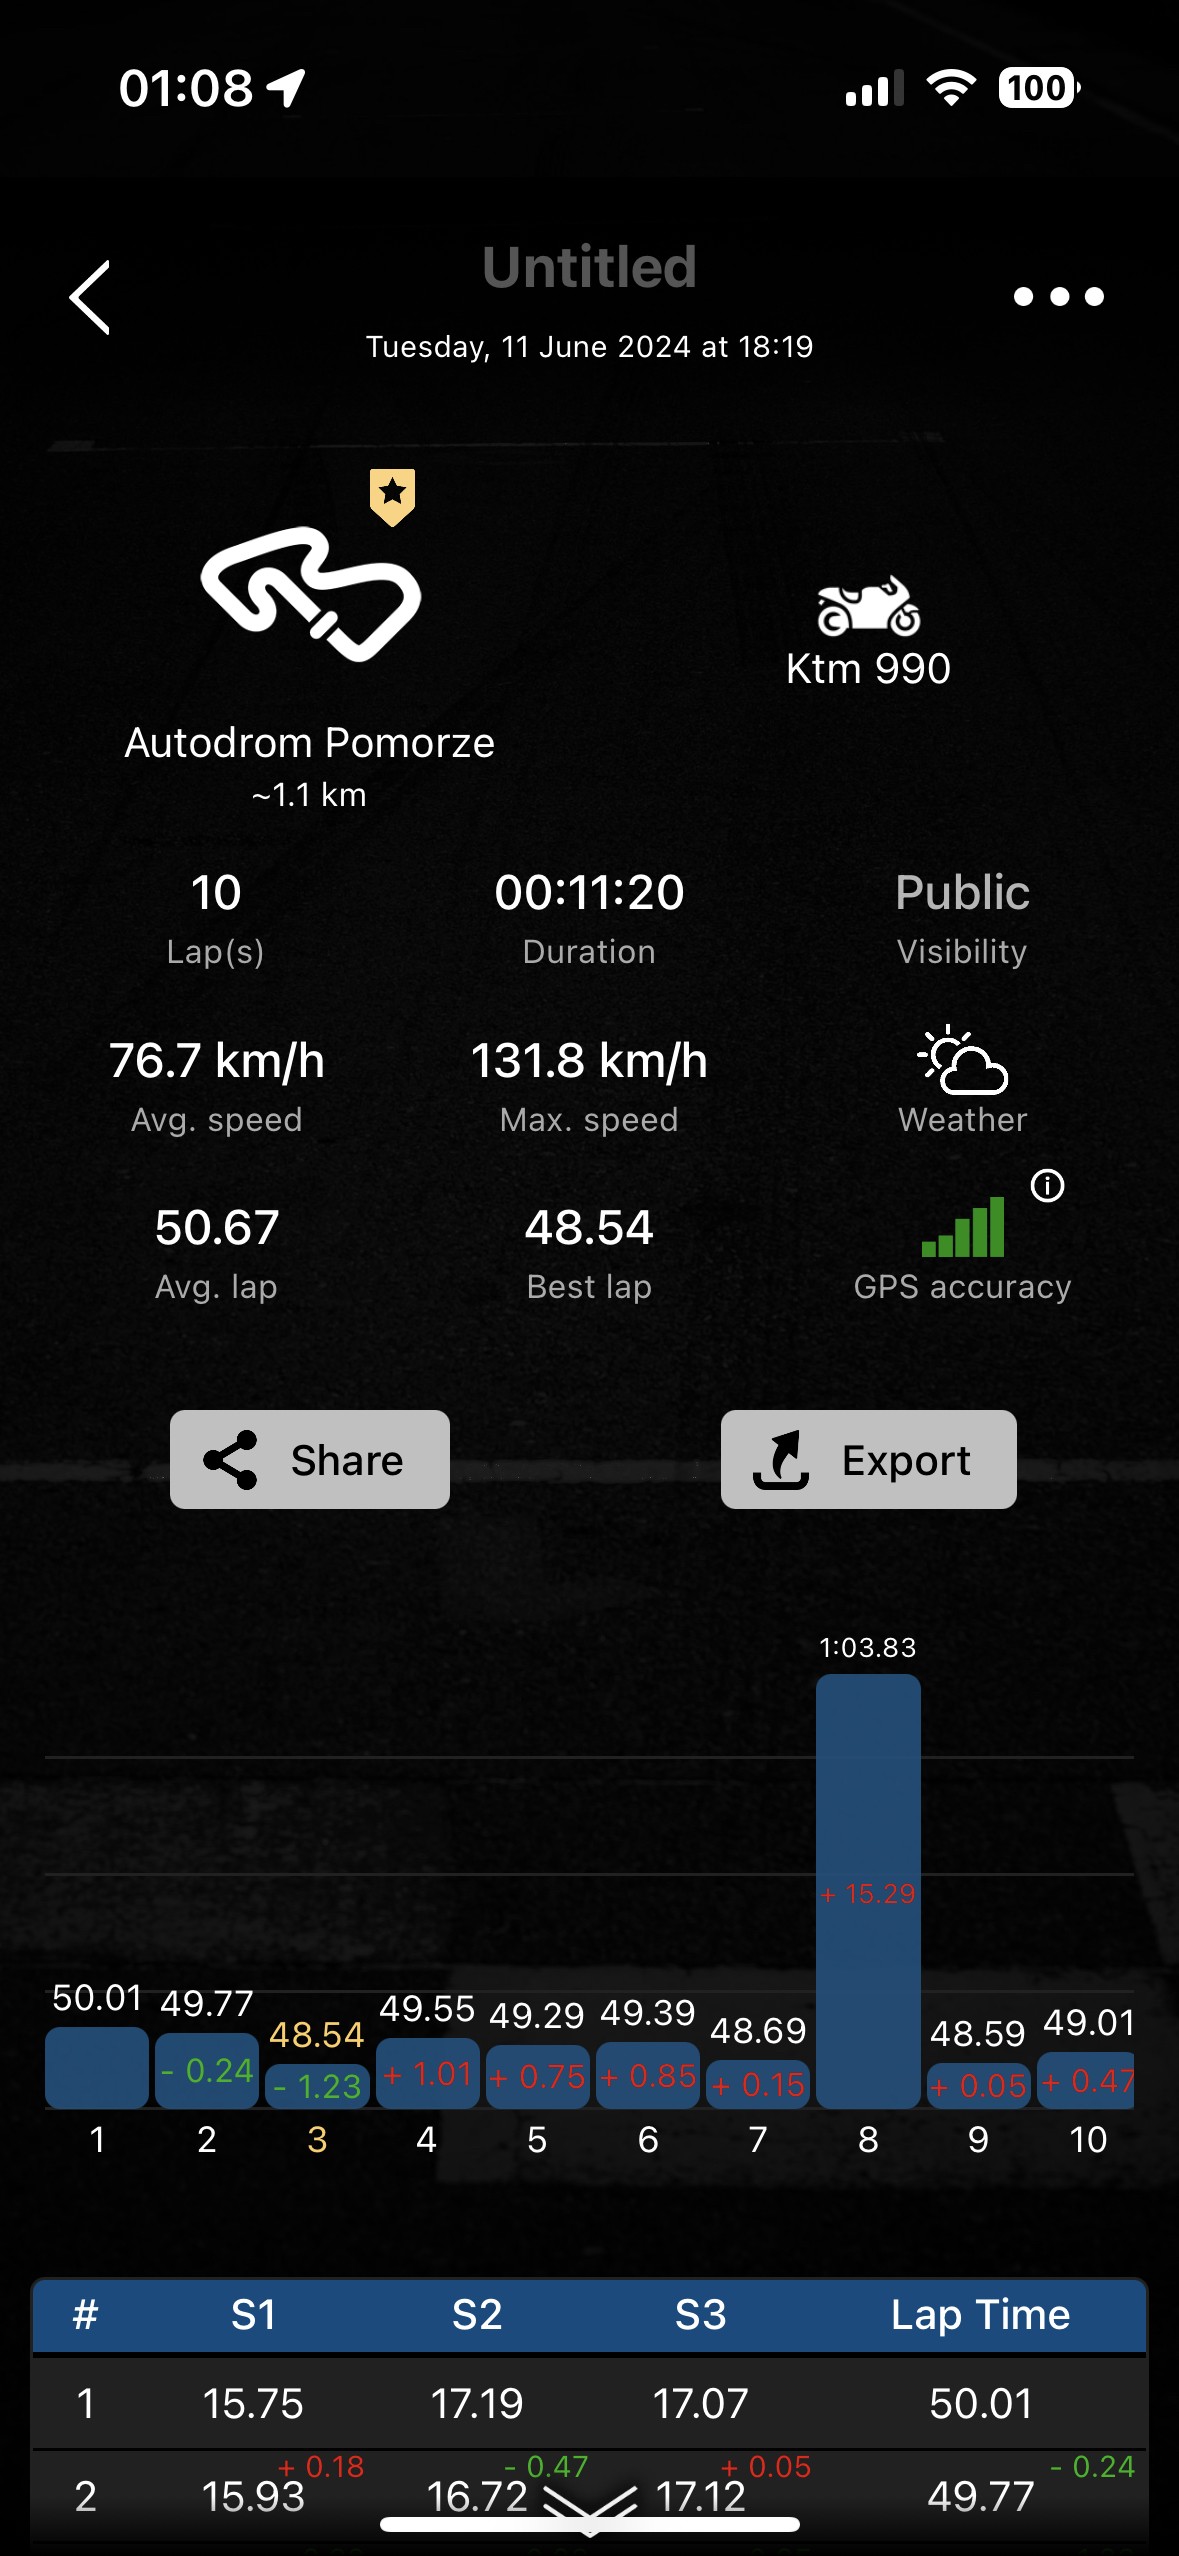 01:08
100
Untitled
Tuesday, 11 June 2024 at 18:19
Ktm 990
Autodrom Pomorze
~1.1 km
10 00:11:20 Public
Lap(s) Duration Visibility
76.7 km/h 131.8 km/h
Avg. speed Max. speed Weather
50.67 48.54
Avg. lap Best lap GPS accuracy
Share Export
1:03.83
+ 15.29
50.01 49.77 48.54 49.55 49.29 49.39 48.69 48.59 49.01
- 0.24 - 1.23 + 1.01 + 0.75 + 0.85 + 0.15 + 0.05 + 0.47
1 2 3 4 5 6 7 8 9 10
# S1 S2 S3 Lap Time
1 15.75 17.19 17.07 50.01
+ 0.18 - 0.47 + 0.05 - 0.24
2 15.93 16.72 17.12 49.77